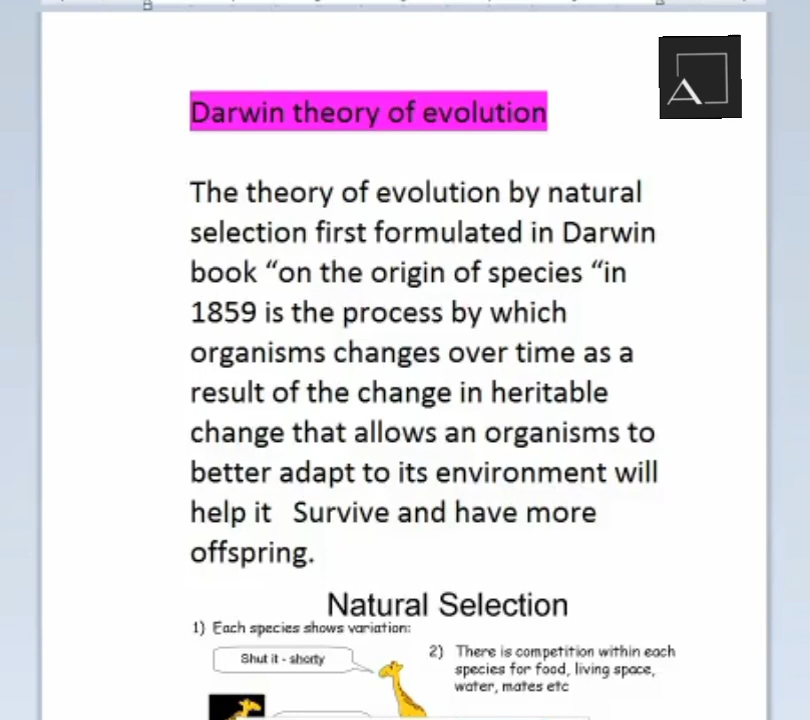 Darwin theory of evolution
The theory of evolution by natural
selection first formulated in Darwin
book “on the origin of species “in
1859 is the process by which
organisms changes over time as a
result of the change in heritable
change that allows an organisms to
better adapt to its environment will
help it   Survive and have more
offspring.
Natural Selection
1) Each species shows variation:
Shut it - shorty
2) There is competition within each
species for food, living space,
water, mates etc
A